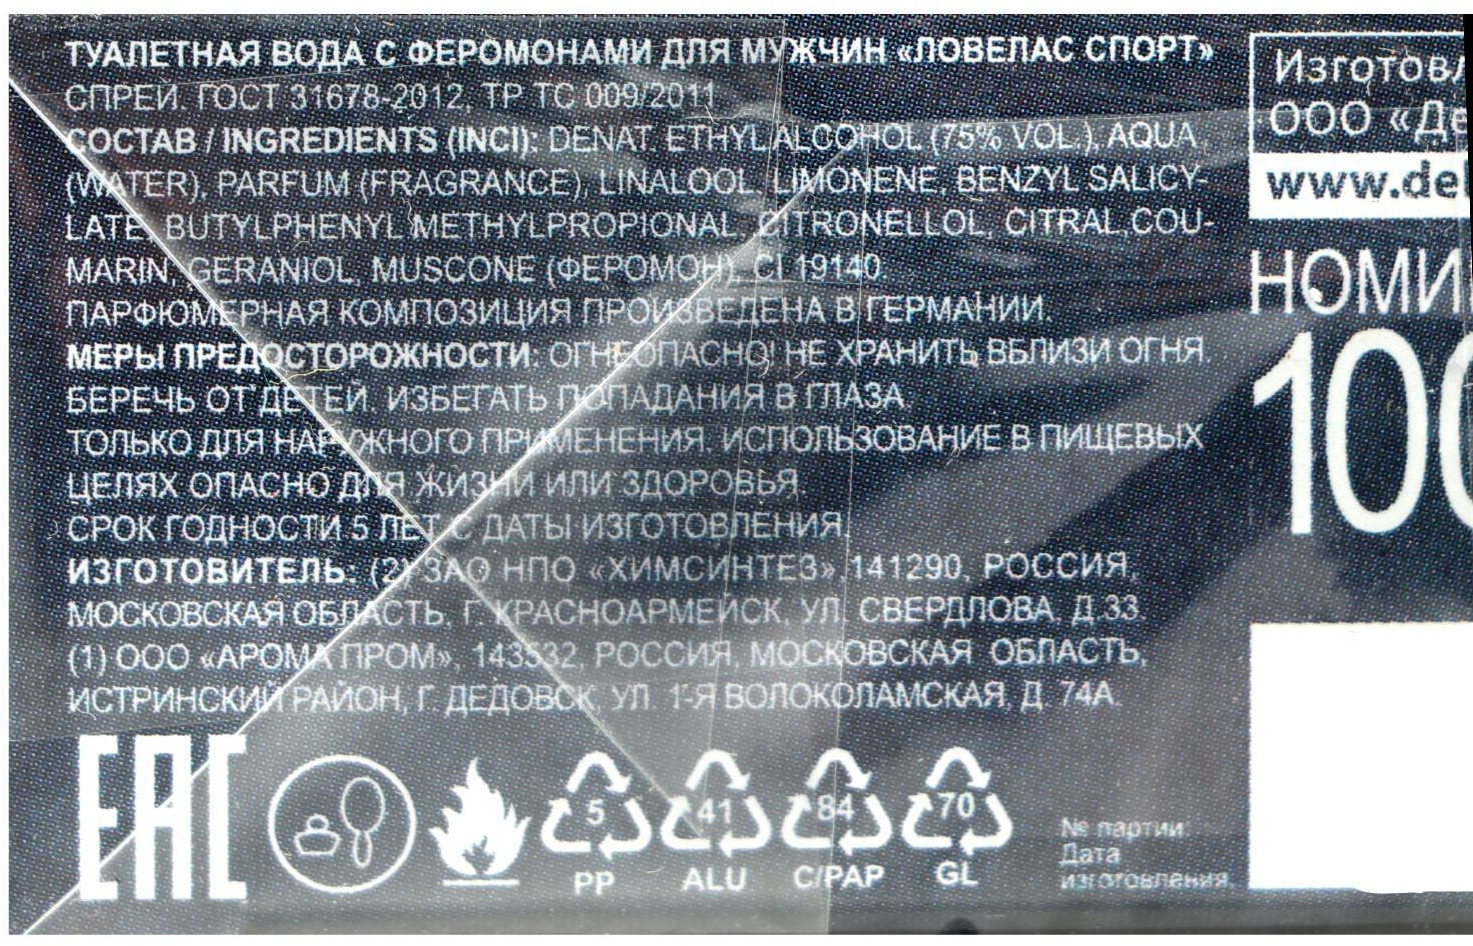 ТУАЛЕТНАЯ ВОДА С ФЕРОМОНАМИ ДЛЯ МУЖЧИН «ЛОВЕЛАС СПОРТ»
СПРЕЙ. ГОСТ 31678-2012, ТР ТС 009/2011
СОСТАВ / INGREDIENTS (INCI): DENAT. ETHYL ALCOHOL (75% VOL.), AQUA
(WATER), PARFUM (FRAGRANCE), LINALOOL, LIMONENE, BENZYL SALICY-
LATE, BUTYLPHENYL METHYLPROPIONAL, CITRONELLOL, CITRAL, COU-
MARIN, GERANIOL, MUSCONE (ФЕРОМОН), CI 19140.
ПАРФЮМЕРНАЯ КОМПОЗИЦИЯ ПРОИЗВЕДЕНА В ГЕРМАНИИ.
МЕРЫ ПРЕДОСТОРОЖНОСТИ: ОГНЕОПАСНО! НЕ ХРАНИТЬ ВБЛИЗИ ОГНЯ.
БЕРЕЧЬ ОТ ДЕТЕЙ. ИЗБЕГАТЬ ПОПАДАНИЯ В ГЛАЗА.
ТОЛЬКО ДЛЯ НАРУЖНОГО ПРИМЕНЕНИЯ. ИСПОЛЬЗОВАНИЕ В ПИЩЕВЫХ
ЦЕЛЯХ ОПАСНО ДЛЯ ЖИЗНИ ИЛИ ЗДОРОВЬЯ.
СРОК ГОДНОСТИ 5 ЛЕТ С ДАТЫ ИЗГОТОВЛЕНИЯ.
ИЗГОТОВИТЕЛЬ: (2) ЗАО НПО «ХИМСИНТЕЗ», 141290, РОССИЯ,
МОСКОВСКАЯ ОБЛАСТЬ, Г. КРАСНОАРМЕЙСК, УЛ. СВЕРДЛОВА, Д.33.
(1) ООО «АРОМА ПРОМ», 143532, РОССИЯ, МОСКОВСКАЯ ОБЛАСТЬ,
ИСТРИНСКИЙ РАЙОН, Г. ДЕДОВСК, УЛ. 1-Я ВОЛОКОЛАМСКАЯ, Д. 74А.
EAC
5
PP
41
ALU
84
C/PAP
70
GL
№ партии
Дата
изготовления
Изготовл
ООО «Де
www.del
НОМИ
100